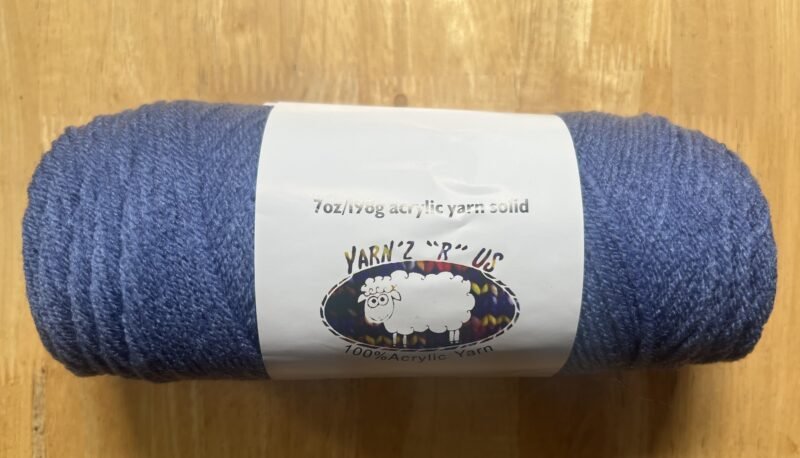 7oz/198g acrylic yarn solid
YARN'Z "R" US
100%Acrylic Yarn